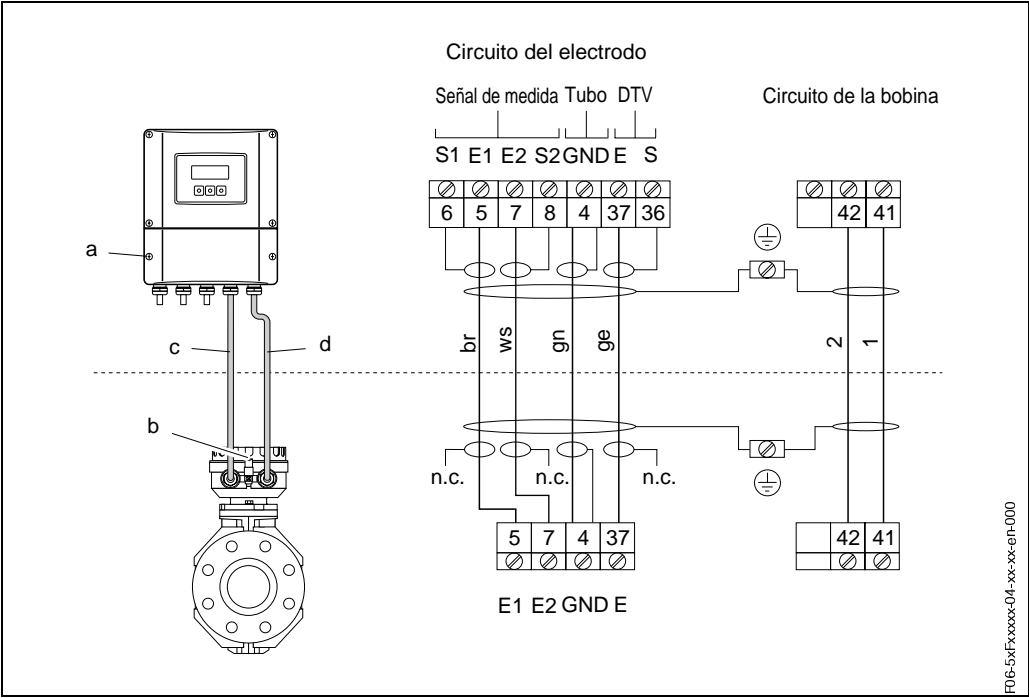 Circuito del electrodo
Señal de medida Tubo DTV
Circuito de la bobina
S1 E1 E2 S2 GND E S
6 5 7 8 4 37 36
42 41
a
br ws gn ge
2 1
c d
b
n.c. n.c. n.c.
5 7 4 37
42 41
E1 E2 GND E
F06-5xFxxxxx-04-xx-xx-en-000